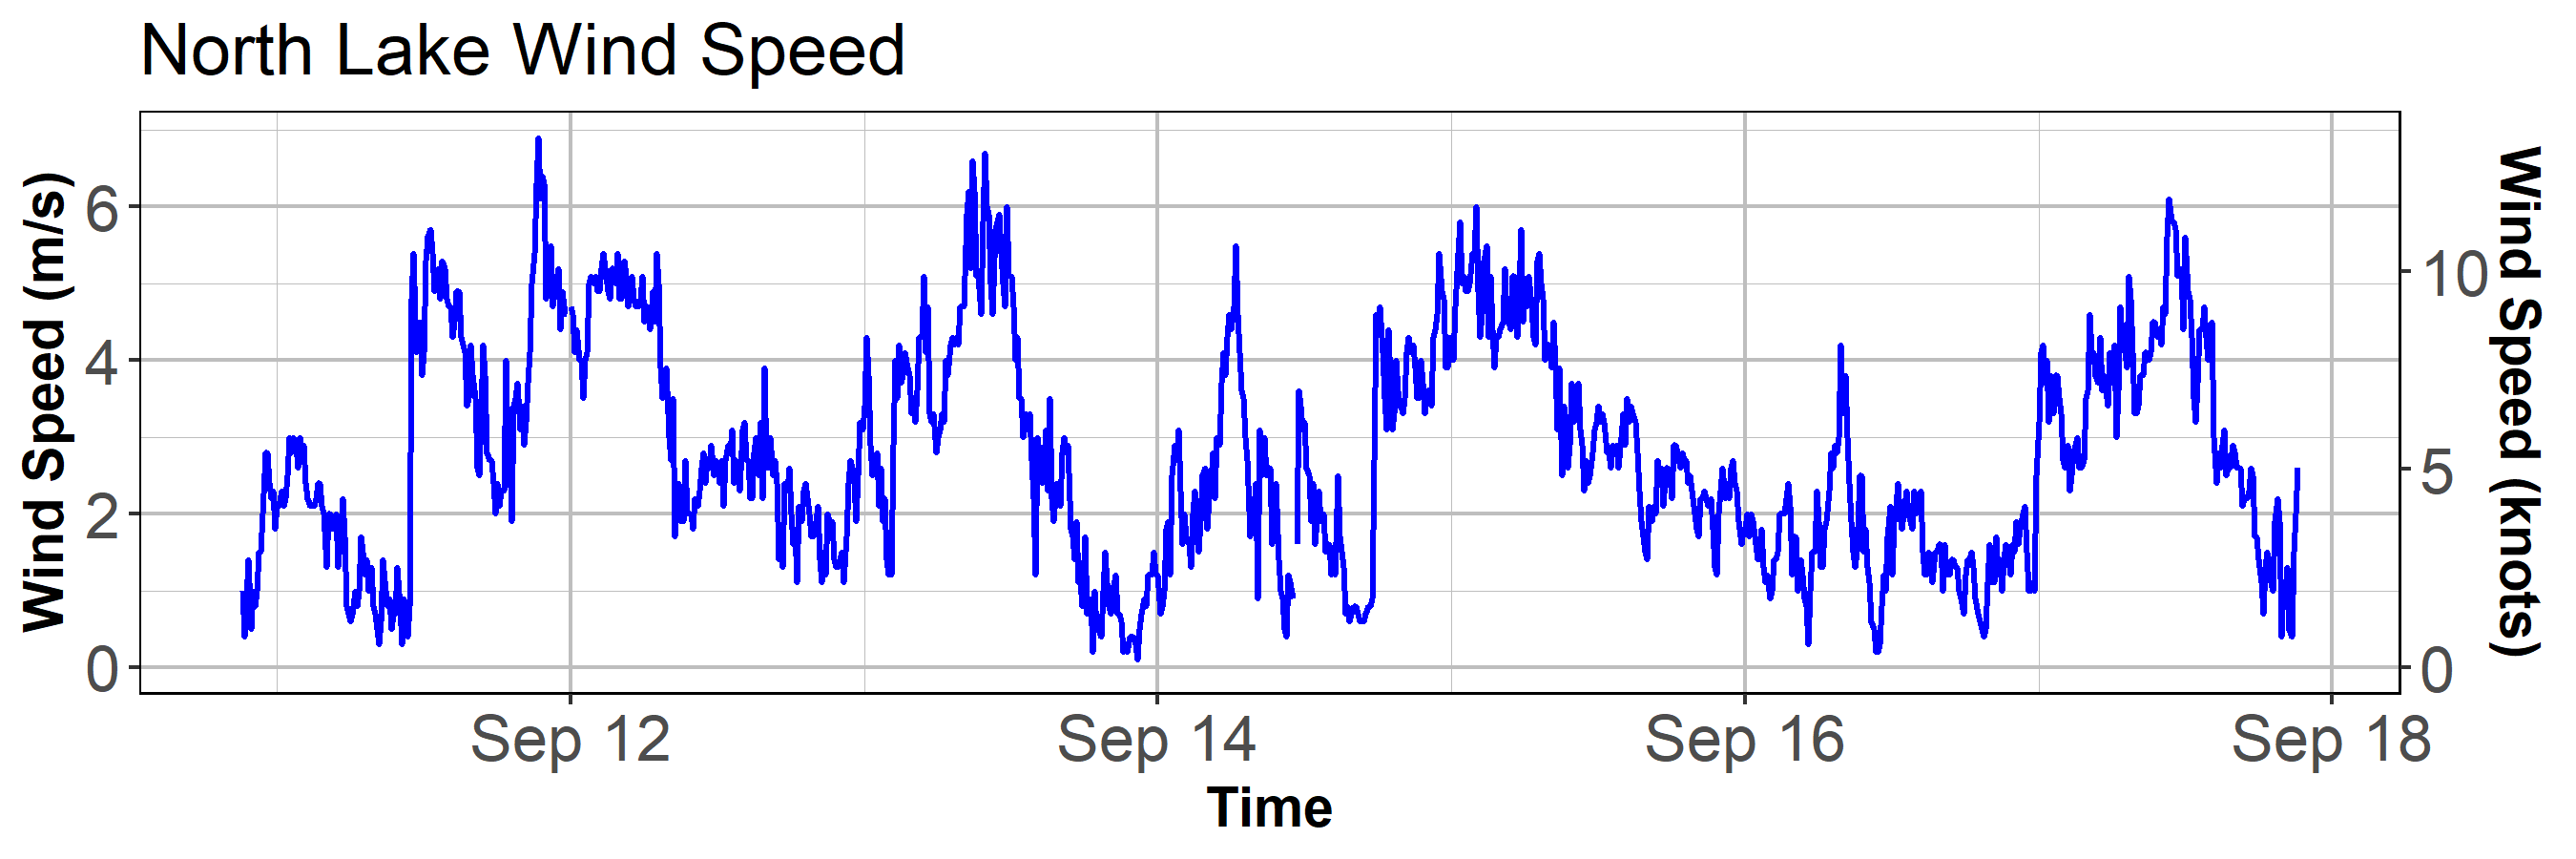 North Lake Wind Speed
Wind Speed (m/s)
6
4
2
0
Wind Speed (knots)
10
5
0
Sep 12
Sep 14
Sep 16
Sep 18
Time